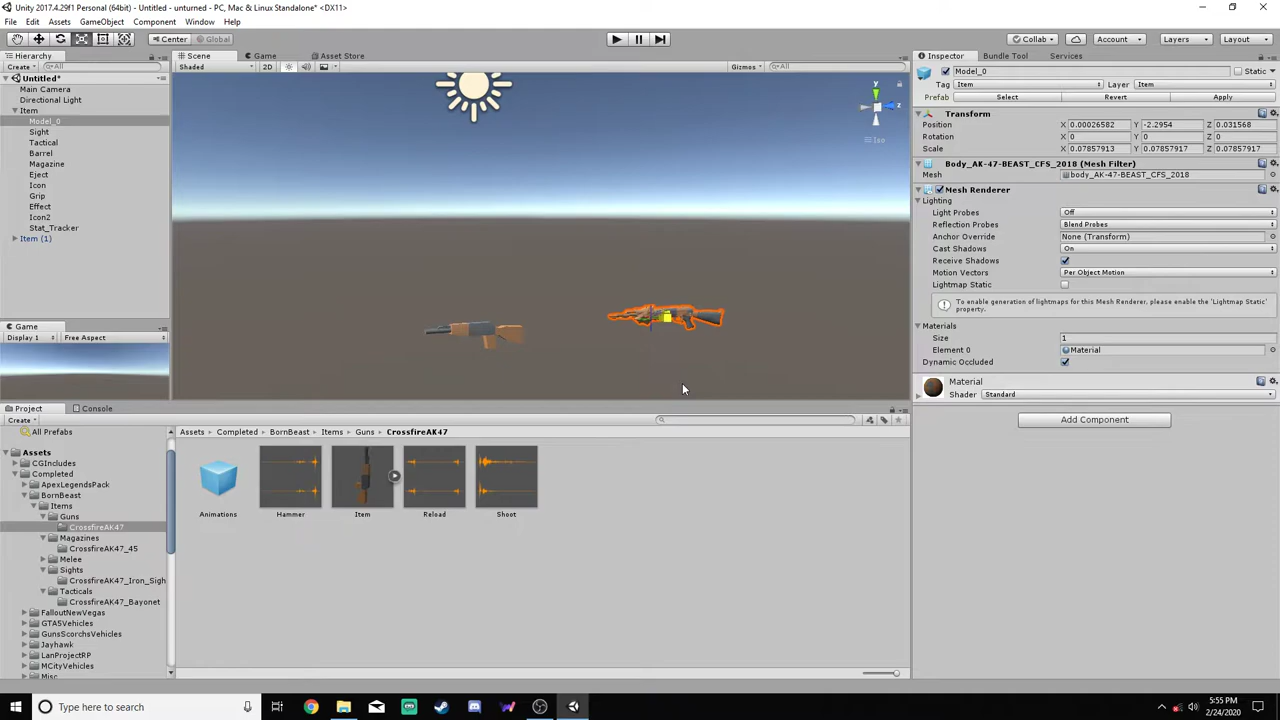 Unity 2017.4.29f1 Personal (64bit) - Untitled - unturned - PC, Mac & Linux Standalone* <DX11>
File Edit Assets GameObject Component Window Help
Center Global Collab Account Layers Layout
Hierarchy Scene Game Asset Store Inspector Bundle Tool Services
Create All Shaded 2D Gizmos All
Untitled*
Main Camera
Directional Light
Item
Model_0
Sight
Tactical
Barrel
Magazine
Eject
Icon
Grip
Effect
Icon2
Stat_Tracker
Item (1)
y
z
Iso
Game
Display 1 Free Aspect
Model_0 Static
Tag Item Layer Item
Prefab Select Revert Apply
Transform
Position X 0.00026582 Y -2.2954 Z 0.031568
Rotation X 0 Y 0 Z 0
Scale X 0.07857913 Y 0.07857917 Z 0.07857917
Body_AK-47-BEAST_CFS_2018 (Mesh Filter)
Mesh body_AK-47-BEAST_CFS_2018
Mesh Renderer
Lighting
Light Probes Off
Reflection Probes Blend Probes
Anchor Override None (Transform)
Cast Shadows On
Receive Shadows
Motion Vectors Per Object Motion
Lightmap Static
To enable generation of lightmaps for this Mesh Renderer, please enable the 'Lightmap Static'
property.
Materials
Size 1
Element 0 Material
Dynamic Occluded
Material
Shader Standard
Add Component
Project Console
Create
All Prefabs
Assets
CGIncludes
Completed
ApexLegendsPack
BornBeast
Items
Guns
CrossfireAK47
Magazines
CrossfireAK47_45
Melee
Sights
CrossfireAK47_Iron_Sigh
Tacticals
CrossfireAK47_Bayonet
FalloutNewVegas
GTA5Vehicles
GunsScorchsVehicles
Jayhawk
LanProjectRP
MCityVehicles
Misc
Assets Completed BornBeast Items Guns CrossfireAK47
Animations Hammer Item Reload Shoot
Type here to search
5:55 PM
2/24/2020